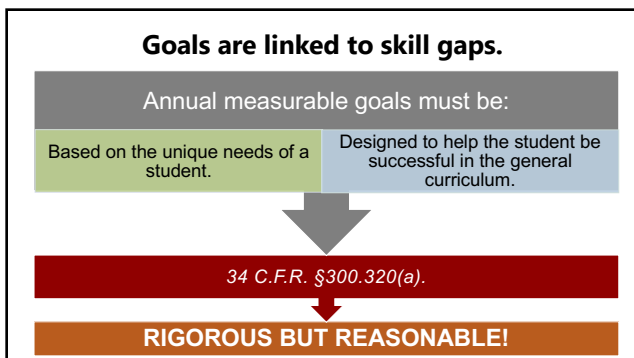 Goals are linked to skill gaps.
Annual measurable goals must be:
Based on the unique needs of a
student.
Designed to help the student be
successful in the general
curriculum.
34 C.F.R. §300.320(a).
RIGOROUS BUT REASONABLE!